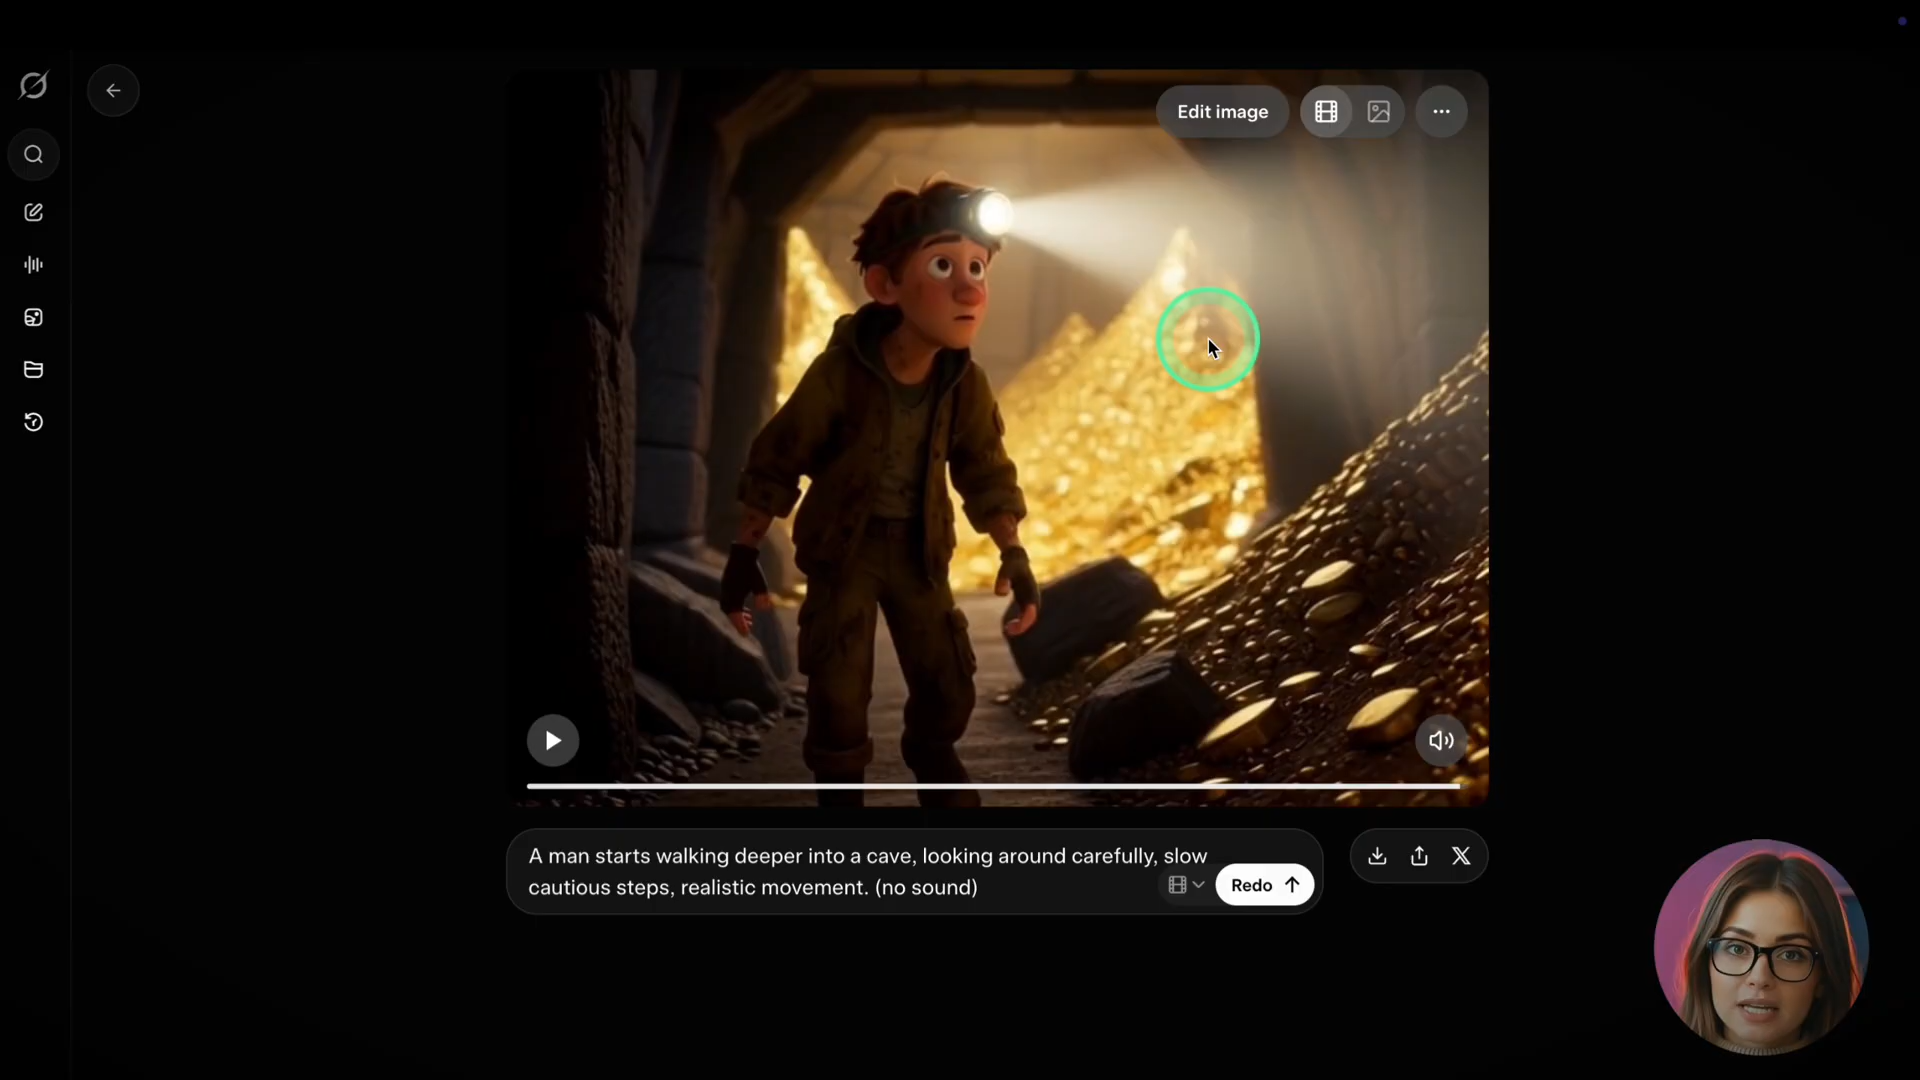 Edit image
A man starts walking deeper into a cave, looking around carefully, slow
cautious steps, realistic movement. (no sound)
Redo